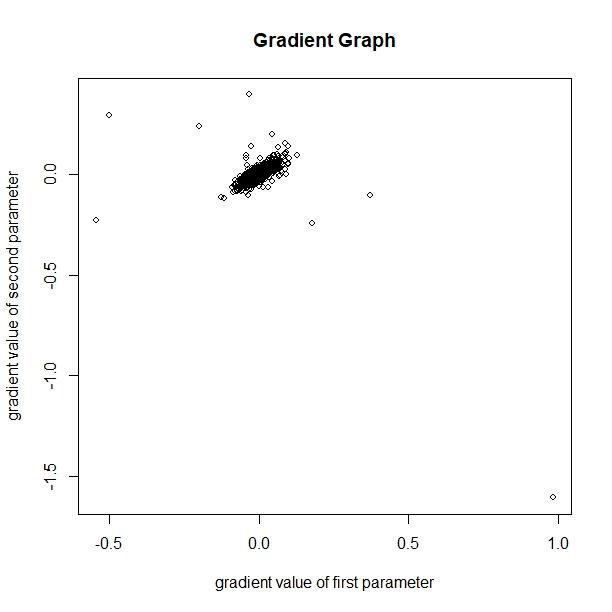 Gradient Graph
gradient value of second parameter
0.0
-0.5
-1.0
-1.5
-0.5 0.0 0.5 1.0
gradient value of first parameter